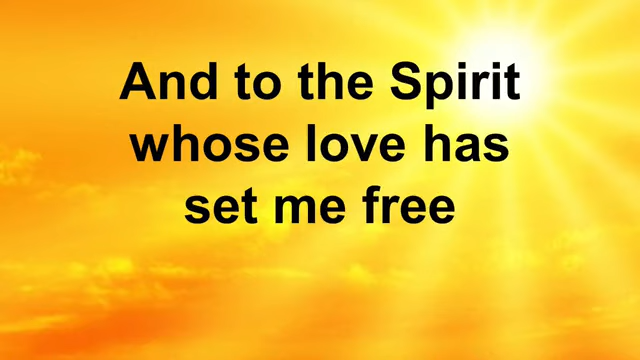 And to the Spirit
whose love has
set me free